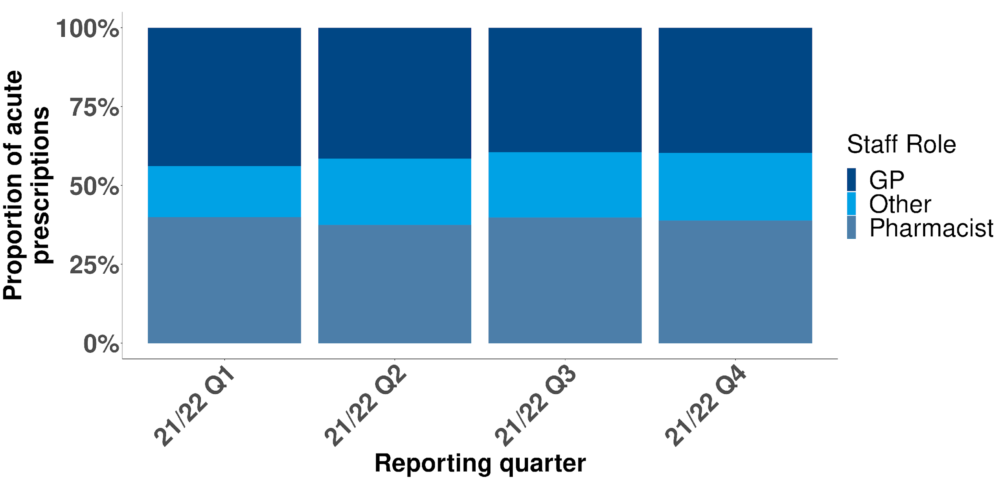 Proportion of acute
prescriptions
100%
75%
50%
25%
0%
21/22 Q1
21/22 Q2
21/22 Q3
21/22 Q4
Reporting quarter
Staff Role
GP
Other
Pharmacist